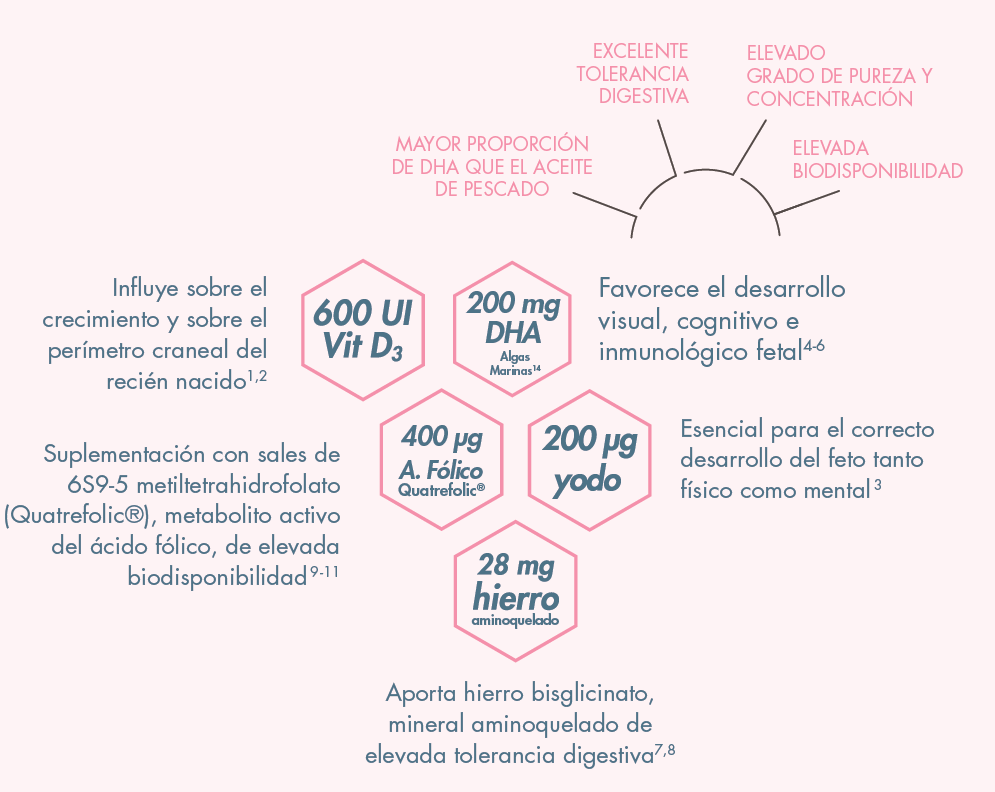 EXCELENTE
TOLERANCIA
DIGESTIVA
ELEVADO
GRADO DE PUREZA Y
CONCENTRACIÓN
MAYOR PROPORCIÓN
DE DHA QUE EL ACEITE
DE PESCADO
ELEVADA
BIODISPONIBILIDAD
Influye sobre el
crecimiento y sobre el
perímetro craneal del
recién nacido1,2
600 UI
Vit D3
200 mg
DHA
Algas
Marinas14
Favorece el desarrollo
visual, cognitivo e
inmunológico fetal4-6
Suplementación con sales de
6S9-5 metiltetrahidrofolato
(Quatrefolic®), metabolito activo
del ácido fólico, de elevada
biodisponibilidad9-11
400 µg
A. Fólico
Quatrefolic®
200 µg
yodo
Esencial para el correcto
desarrollo del feto tanto
físico como mental3
28 mg
hierro
aminoquelado
Aporta hierro bisglicinato,
mineral aminoquelado de
elevada tolerancia digestiva7,8